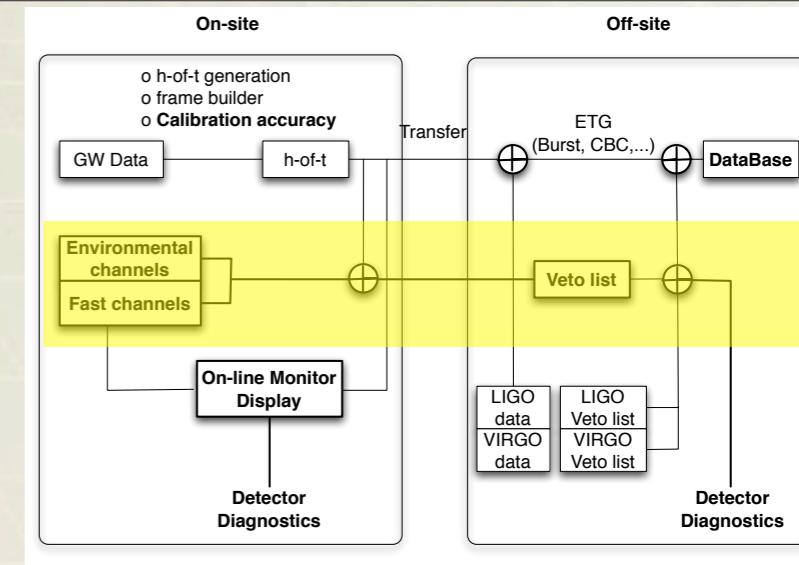 On-site
Off-site
o h-of-t generation
o frame builder
o Calibration accuracy
GW Data
h-of-t
Transfer
ETG
(Burst, CBC,...)
DataBase
Environmental
channels
Fast channels
Veto list
On-line Monitor
Display
LIGO
data
VIRGO
data
LIGO
Veto list
VIRGO
Veto list
Detector
Diagnostics
Detector
Diagnostics